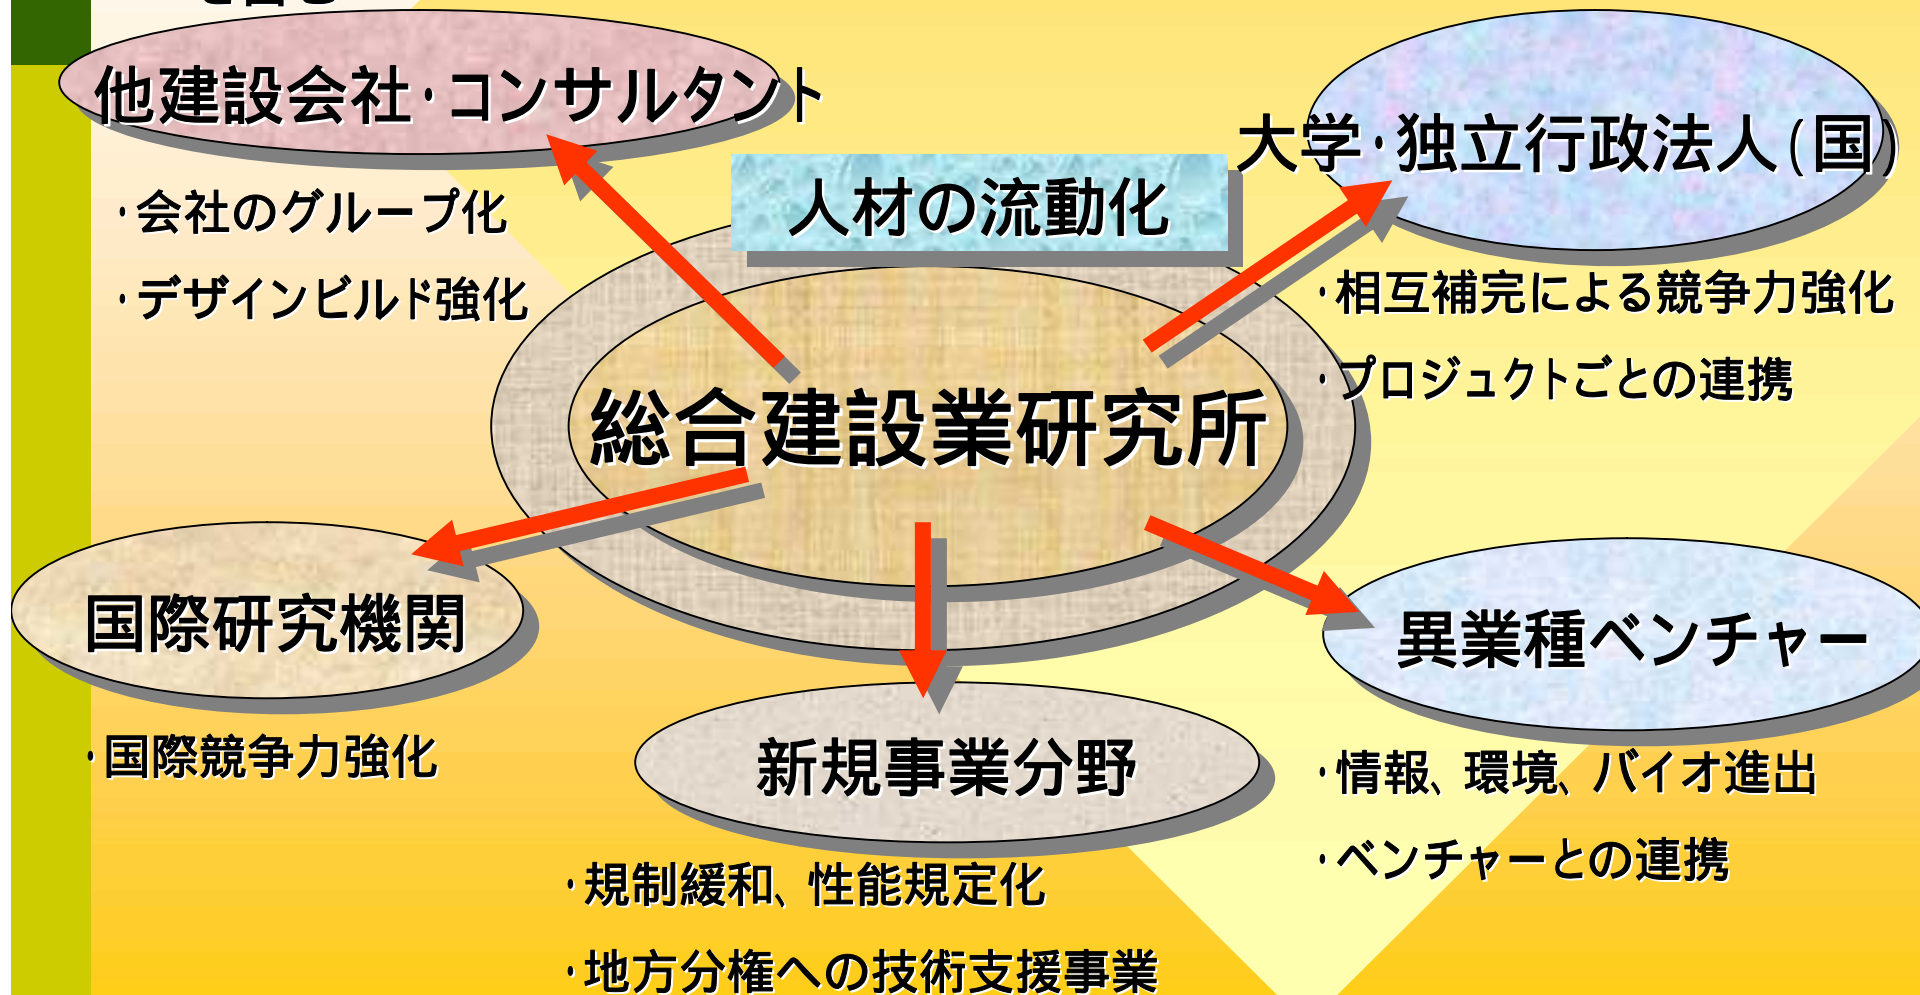 他建設会社・コンサルタント
・会社のグループ化
・デザインビルド強化
人材の流動化
大学・独立行政法人(国)
・相互補完による競争力強化
・プロジェクトごとの連携
総合建設業研究所
国際研究機関
・国際競争力強化
新規事業分野
・規制緩和、性能規定化
・地方分権への技術支援事業
異業種ベンチャー
・情報、環境、バイオ進出
・ベンチャーとの連携